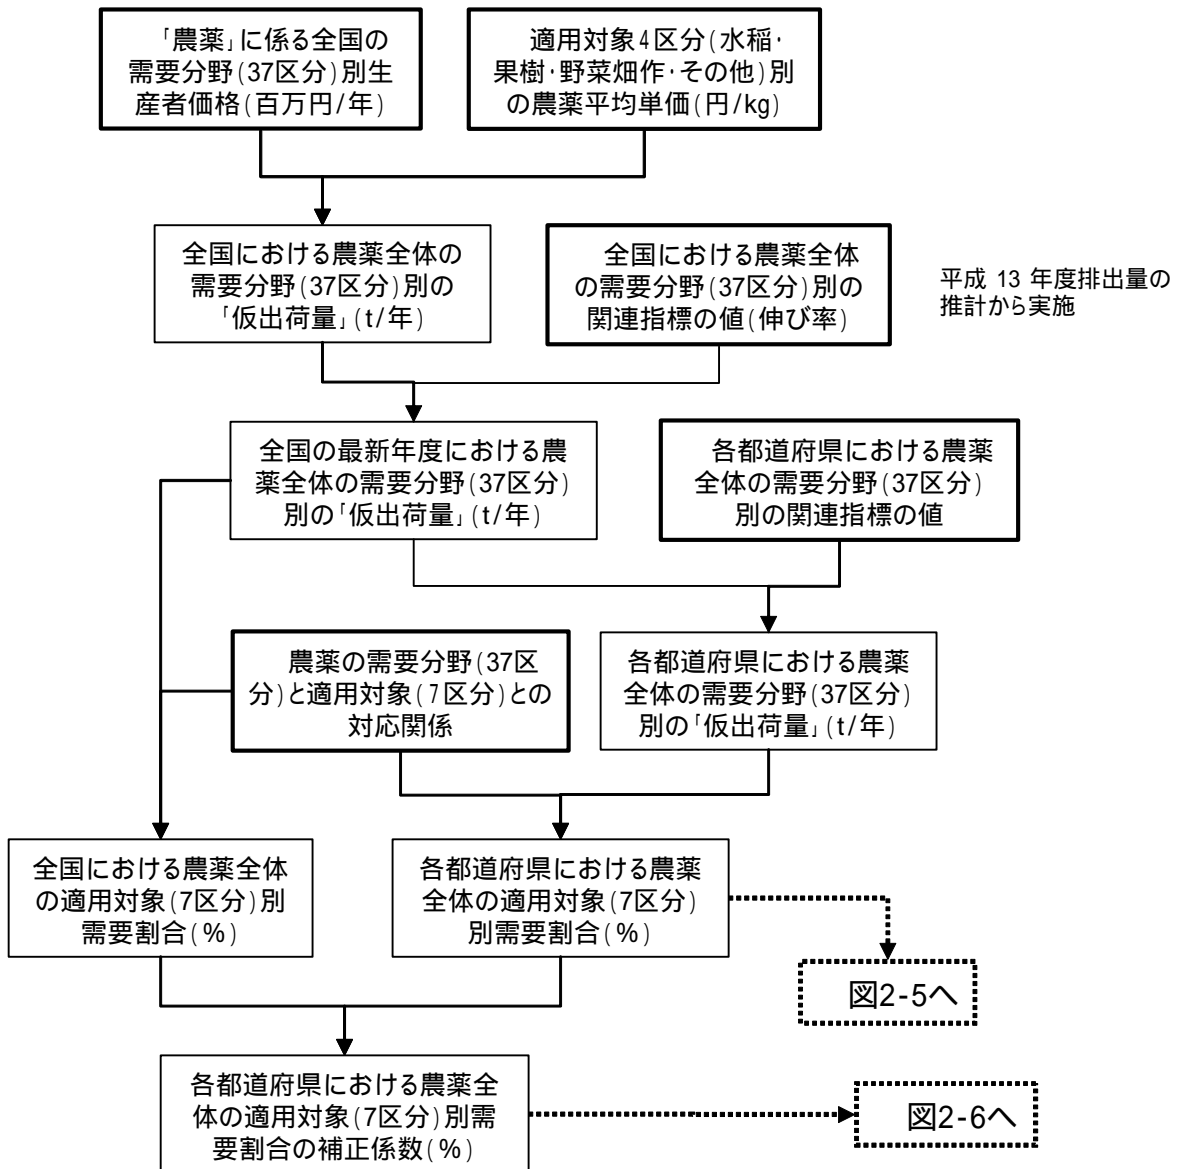 「農薬」に係る全国の
需要分野(37区分)別生
産者価格(百万円/年)
適用対象4区分(水稲・
果樹・野菜畑作・その他)別
の農薬平均単価(円/kg)
全国における農薬全体の
需要分野(37区分)別の
「仮出荷量」(t/年)
全国における農薬全体
の需要分野(37区分)別の
関連指標の値(伸び率)
平成 13 年度排出量の
推計から実施
全国の最新年度における農
薬全体の需要分野(37区分)
別の「仮出荷量」(t/年)
各都道府県における農薬
全体の需要分野(37区分)
別の関連指標の値
農薬の需要分野(37区
分)と適用対象(7区分)との
対応関係
各都道府県における農薬
全体の需要分野(37区分)
別の「仮出荷量」(t/年)
全国における農薬全体
の適用対象(7区分)別
需要割合(%)
各都道府県における農薬
全体の適用対象(7区分)
別需要割合(%)
図2-5へ
各都道府県における農薬全
体の適用対象(7区分)別需
要割合の補正係数(%)
図2-6へ